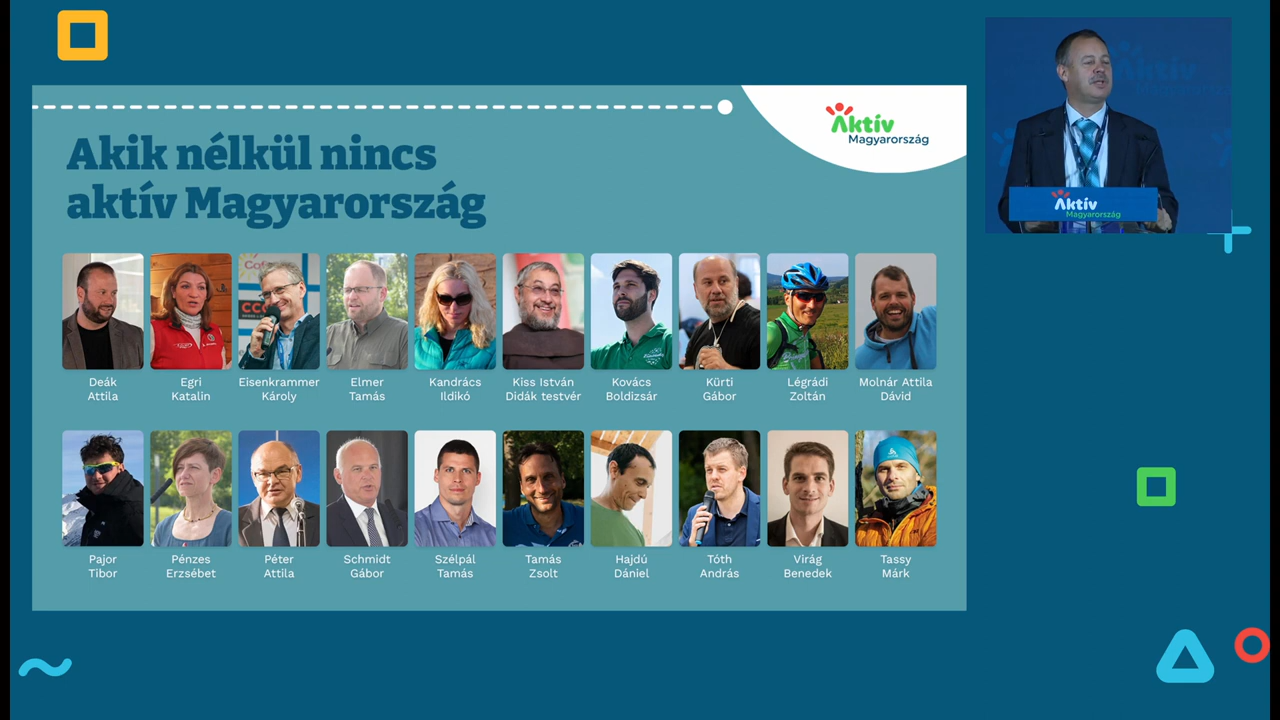 Aktív
Magyarország
Akik nélkül nincs
aktív Magyarország
Deák
Attila
Egri
Katalin
Eisenkrammer
Károly
Elmer
Tamás
Kandrács
Ildikó
Kiss István
Didák testvér
Kovács
Boldizsár
Kürti
Gábor
Légrádi
Zoltán
Molnár Attila
Dávid
Pajor
Tibor
Pénzes
Erzsébet
Péter
Attila
Schmidt
Gábor
Szélpál
Tamás
Tamás
Zsolt
Hajdú
Dániel
Tóth
András
Virág
Benedek
Tassy
Márk
Aktív
Magyarország
Aktív
Magyarország